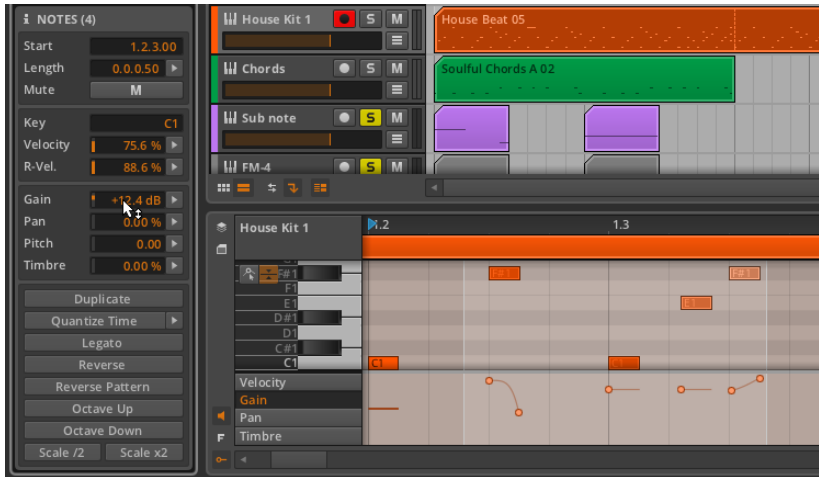 NOTES (4)
Start 1.2.3.00
Length 0.0.0.50
Mute M
Key C1
Velocity 75.6 %
R-Vel. 88.6 %
Gain +12.4 dB
Pan 0.00 %
Pitch 0.00
Timbre 0.00 %
Duplicate
Quantize Time
Legato
Reverse
Reverse Pattern
Octave Up
Octave Down
Scale /2 Scale x2
House Kit 1 S M
House Beat 05
Chords S M
Soulful Chords A 02
Sub note S M
FM-4 S M
House Kit 1
1.2 1.3
F#1 F#1 F#1
F1
E1 E1
D#1
D1
C#1
C1 C1 C1
Velocity
Gain
Pan
F Timbre